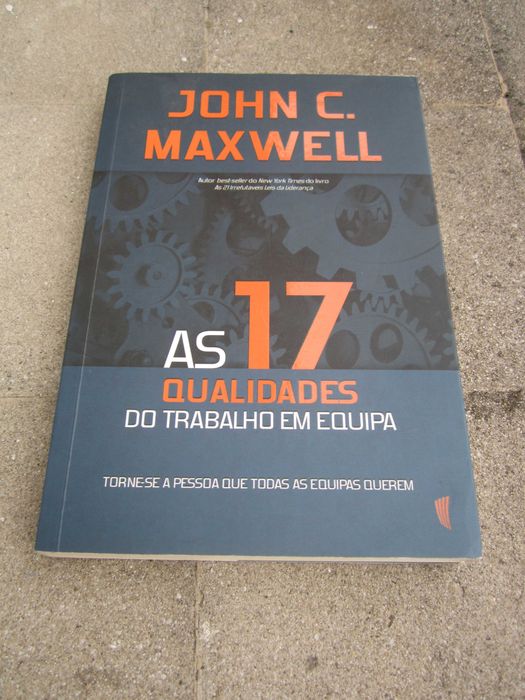 JOHN C.
MAXWELL
Autor best-seller do New York Times do livro
As 21 Irrefutáveis Leis da Liderança
AS 17
QUALIDADES
DO TRABALHO EM EQUIPA
TORNE-SE A PESSOA QUE TODAS AS EQUIPAS QUEREM